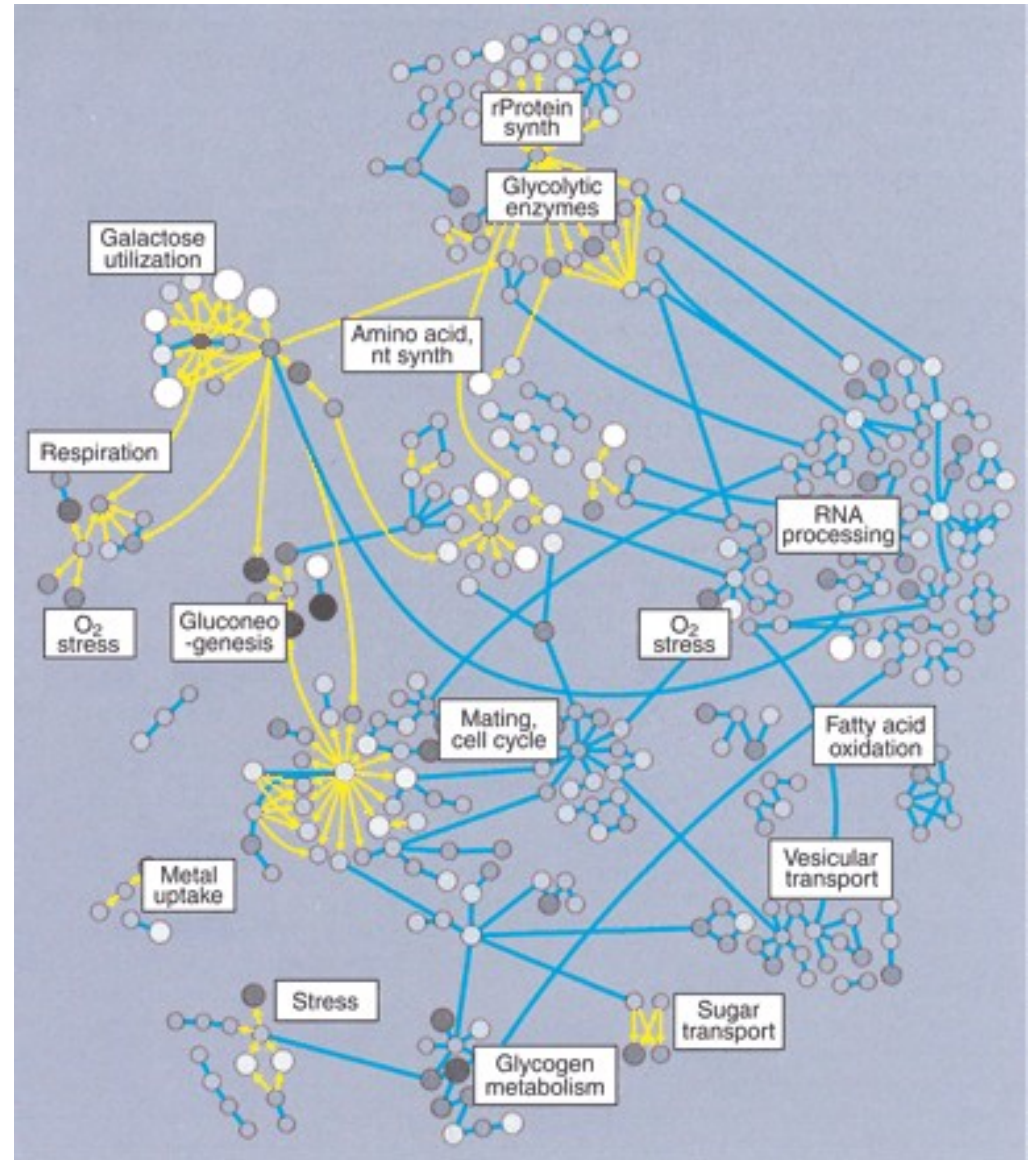 rProtein
synth
Glycolytic
enzymes
Galactose
utilization
Amino acid,
nt synth
Respiration
RNA
processing
O2
stress
Gluconeo
-genesis
O2
stress
Mating,
cell cycle
Fatty acid
oxidation
Metal
uptake
Vesicular
transport
Stress
Sugar
transport
Glycogen
metabolism